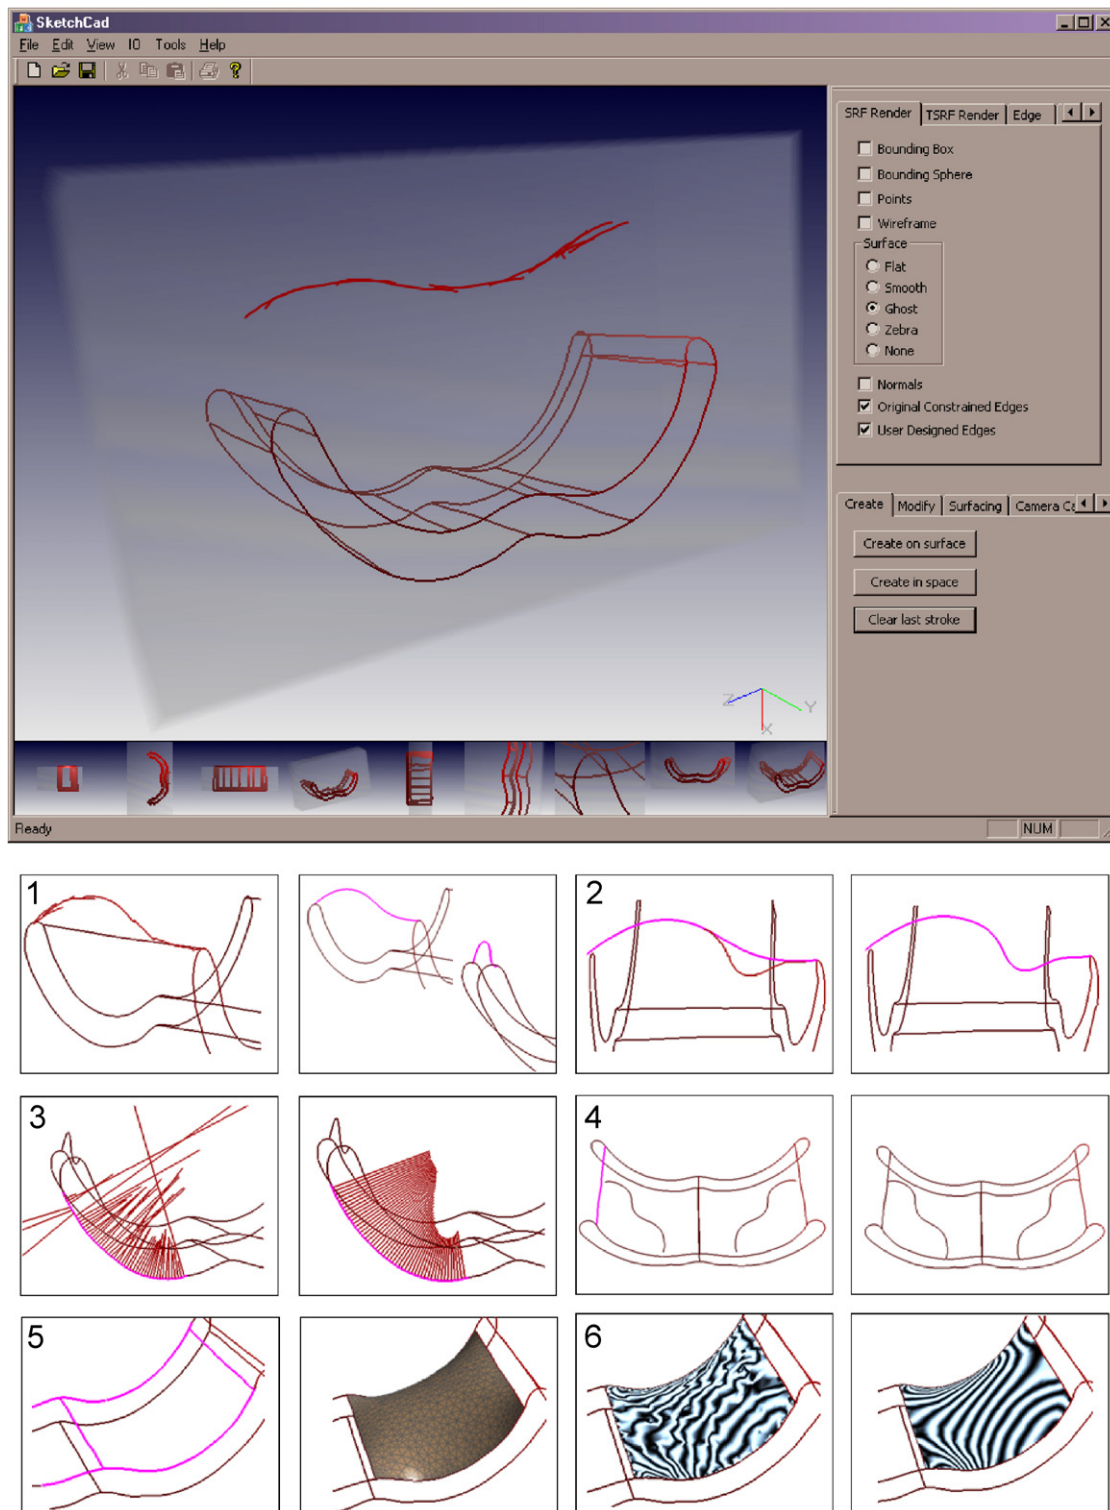 SketchCad
File Edit View IO Tools Help
SRF Render TSRF Render Edge
Bounding Box
Bounding Sphere
Points
Wireframe
Surface
Flat
Smooth
Ghost
Zebra
None
Normals
Original Constrained Edges
User Designed Edges
Create Modify Surfacing Camera
Create on surface
Create in space
Clear last stroke
Z Y
X
Ready NUM
1 2
3 4
5 6